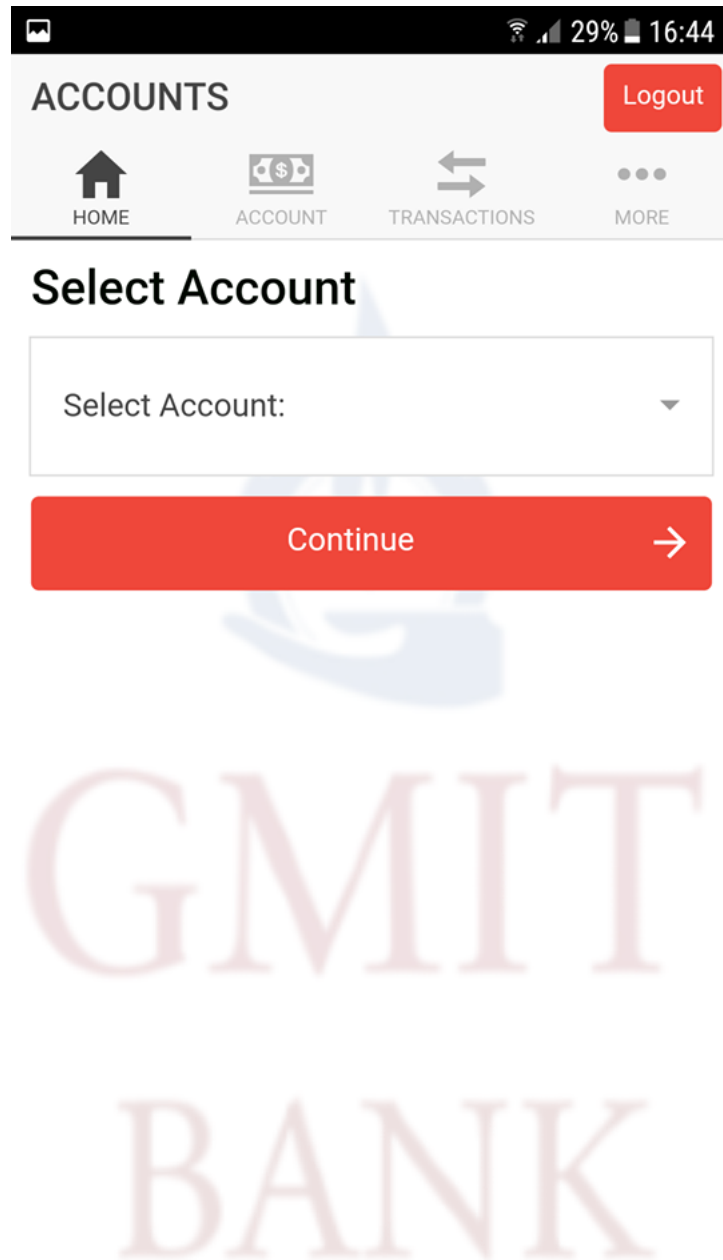 29% 16:44
ACCOUNTS Logout
HOME ACCOUNT TRANSACTIONS MORE
Select Account
Select Account:
Continue
GMIT
BANK